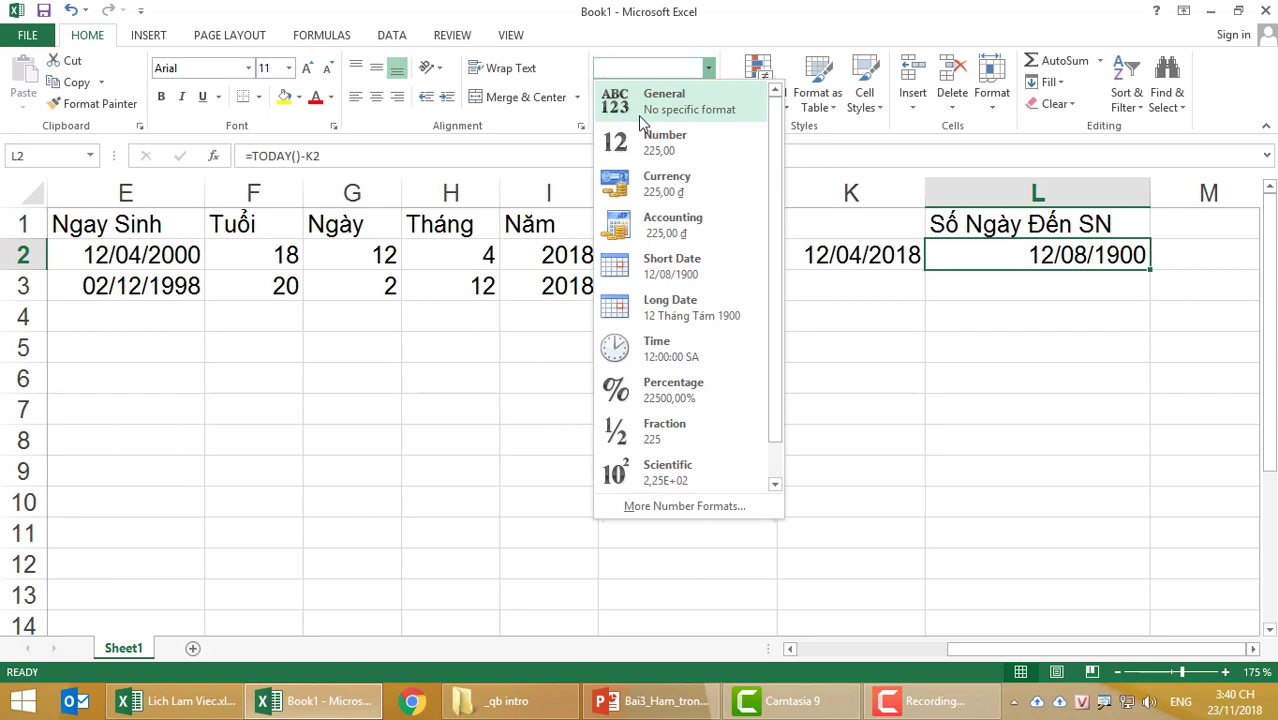 Book1 - Microsoft Excel
FILE HOME INSERT PAGE LAYOUT FORMULAS DATA REVIEW VIEW Sign in
Paste
Cut
Copy
Format Painter
Clipboard
Arial 11
B I U
Font
Wrap Text
Merge & Center
Alignment
Format as Table
Cell Styles
Styles
Insert Delete Format
Cells
AutoSum
Fill
Clear
Sort & Filter
Find & Select
Editing
ABC 123
General
No specific format
12
Number
225,00
Currency
225,00 ₫
Accounting
225,00 ₫
Short Date
12/08/1900
Long Date
12 Tháng Tám 1900
Time
12:00:00 SA
%
Percentage
22500,00%
½
Fraction
225
10²
Scientific
2,25E+02
More Number Formats...
L2 =TODAY()-K2
E F G H I K L M
1 Ngay Sinh Tuổi Ngày Tháng Năm Số Ngày Đến SN
2 12/04/2000 18 12 4 2018 12/04/2018 12/08/1900
3 02/12/1998 20 2 12 2018
4
5
6
7
8
9
10
11
12
13
14
Sheet1
READY 175 %
Lich Lam Viec.xl... Book1 - Micros... _qb intro Bai3_Ham_tron... Camtasia 9 Recording... ENG 3:40 CH
23/11/2018